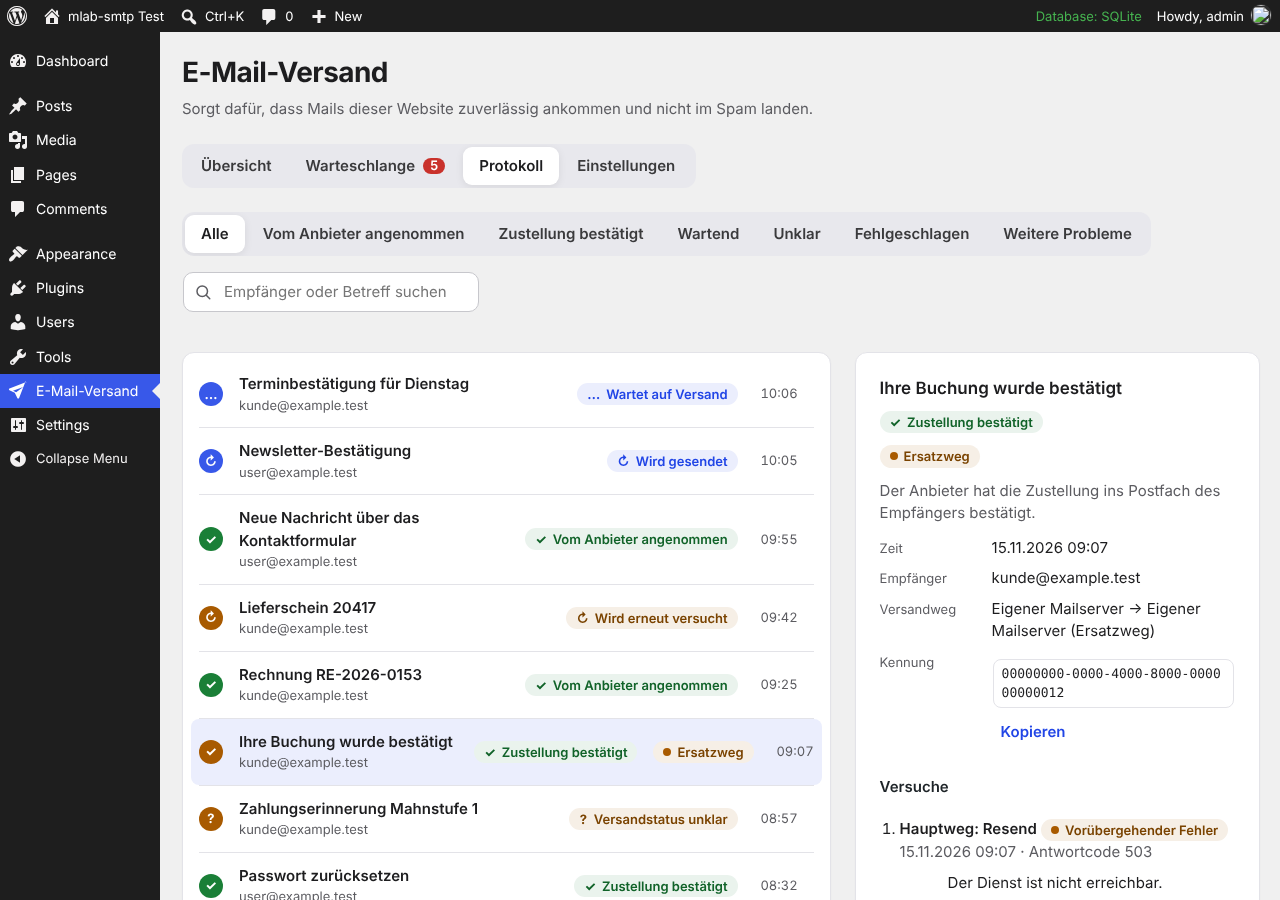 mlab-smtp Test
Ctrl+K
0
New
Database: SQLite
Howdy, admin
Dashboard
Posts
Media
Pages
Comments
Appearance
Plugins
Users
Tools
E-Mail-Versand
Settings
Collapse Menu
E-Mail-Versand
Sorgt dafür, dass Mails dieser Website zuverlässig ankommen und nicht im Spam landen.
Übersicht
Warteschlange 5
Protokoll
Einstellungen
Alle
Vom Anbieter angenommen
Zustellung bestätigt
Wartend
Unklar
Fehlgeschlagen
Weitere Probleme
Empfänger oder Betreff suchen
Terminbestätigung für Dienstag
kunde@example.test
… Wartet auf Versand
10:06
Newsletter-Bestätigung
user@example.test
Wird gesendet
10:05
Neue Nachricht über das
Kontaktformular
user@example.test
Vom Anbieter angenommen
09:55
Lieferschein 20417
kunde@example.test
Wird erneut versucht
09:42
Rechnung RE-2026-0153
kunde@example.test
Vom Anbieter angenommen
09:25
Ihre Buchung wurde bestätigt
kunde@example.test
Zustellung bestätigt
Ersatzweg
09:07
Zahlungserinnerung Mahnstufe 1
kunde@example.test
? Versandstatus unklar
08:57
Passwort zurücksetzen
user@example.test
Zustellung bestätigt
08:32
Ihre Buchung wurde bestätigt
Zustellung bestätigt
Ersatzweg
Der Anbieter hat die Zustellung ins Postfach des
Empfängers bestätigt.
Zeit
15.11.2026 09:07
Empfänger
kunde@example.test
Versandweg
Eigener Mailserver → Eigener
Mailserver (Ersatzweg)
Kennung
00000000-0000-4000-8000-0000
00000012
Kopieren
Versuche
1. Hauptweg: Resend
Vorübergehender Fehler
15.11.2026 09:07 · Antwortcode 503
Der Dienst ist nicht erreichbar.